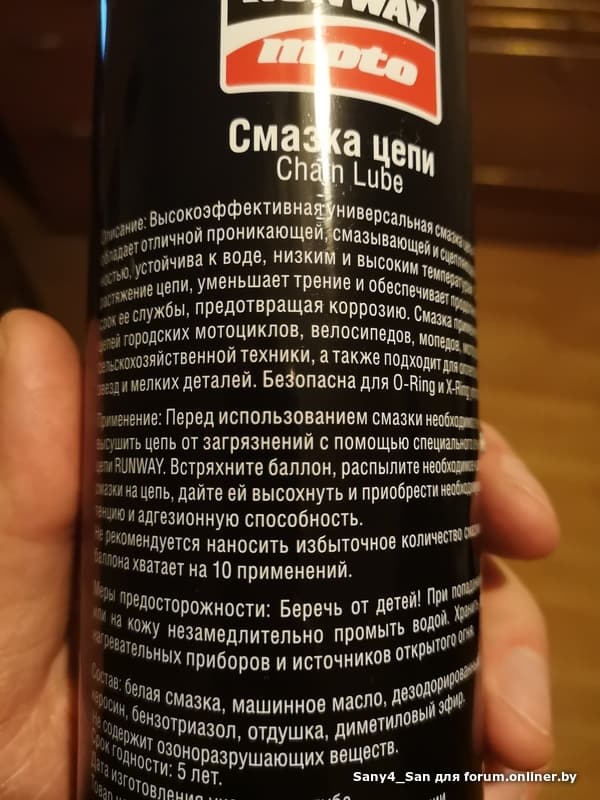 RUNWAY
moto
Смазка цепи
Chain Lube
Описание: Высокоэффективная универсальная смазка
обладает отличной проникающей, смазывающей и
устойчива к воде, низким и высоким
растяжение цепи, уменьшает трение и обеспечивает
срок ее службы, предотвращая коррозию. Смазка
цепей городских мотоциклов, велосипедов, мопедов,
сельскохозяйственной техники, а также подходит для
звезд и мелких деталей. Безопасна для O-Ring и X-Ring
Применение: Перед использованием смазки
высушить цепь от загрязнений с помощью
цепи RUNWAY. Встряхните баллон, распылите необходимое
смазки на цепь, дайте ей высохнуть и приобрести
и адгезионную способность.
Не рекомендуется наносить избыточное количество
баллона хватает на 10 применений.
Меры предосторожности: Беречь от детей! При
или на кожу незамедлительно промыть водой.
нагревательных приборов и источников открытого огня.
Состав: белая смазка, машинное масло, дезодорированный
керосин, бензотриазол, отдушка, диметиловый эфир.
Не содержит озоноразрушающих веществ.
Срок годности: 5 лет.
Дата изготовления
Sany4_San для forum.onliner.by